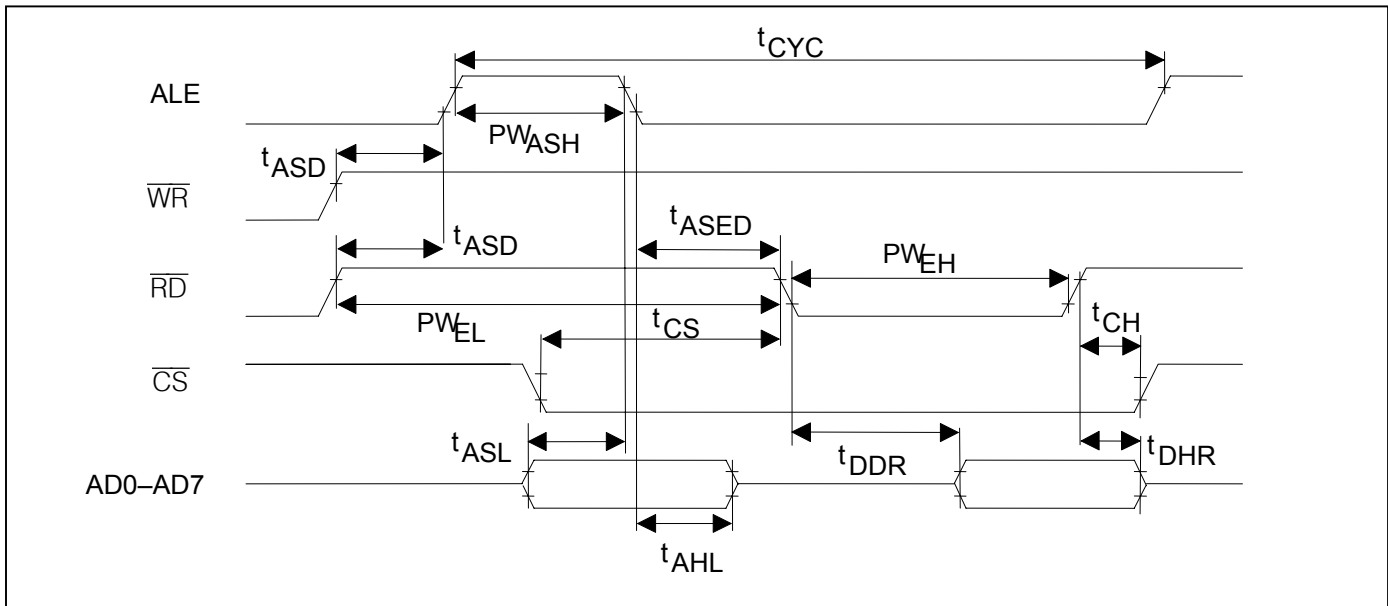 tCYC
ALE
PWASH
tASD
WR
tASED
tASD
PWEH
RD
PWEL
tCS
tCH
CS
tASL
tDDR
tDHR
AD0–AD7
tAHL